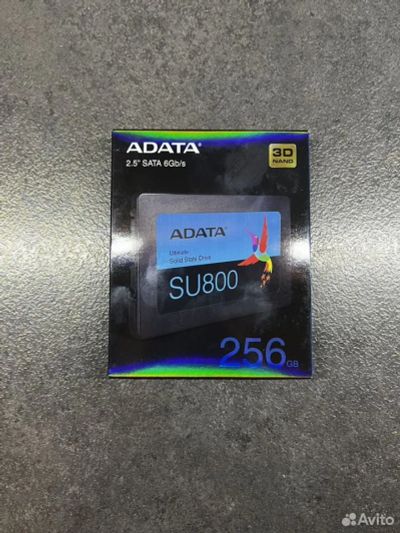 ADATA®
2.5" SATA 6Gb/s
3D
NAND
ADATA®
Ultimate
Solid State Drive
SU800
256GB
Avito